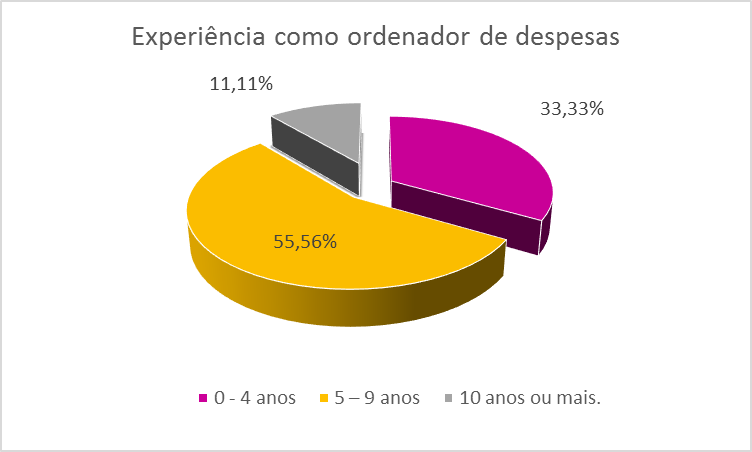 Experiência como ordenador de despesas
11,11%
33,33%
55,56%
0 - 4 anos
5 – 9 anos
10 anos ou mais.